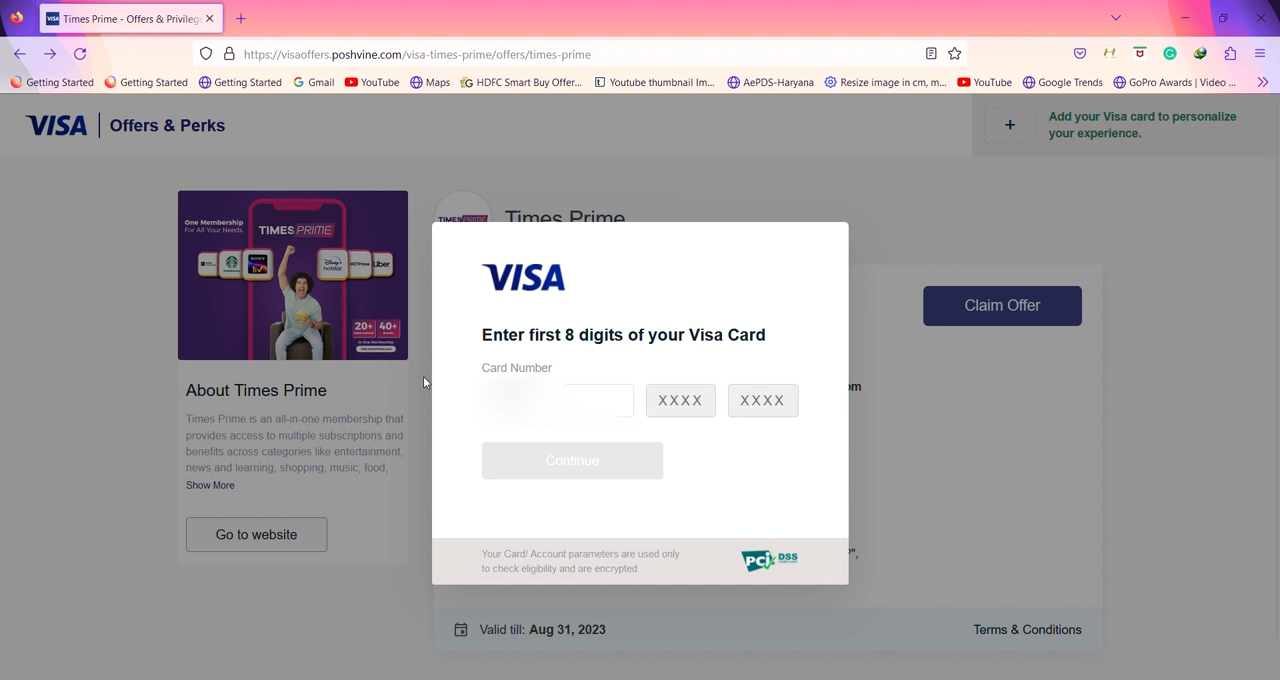 Times Prime - Offers & Privileg
https://visaoffers.poshvine.com/visa-times-prime/offers/times-prime
Getting Started
Getting Started
Getting Started
Gmail
YouTube
Maps
HDFC Smart Buy Offer...
Youtube thumbnail Im...
AePDS-Haryana
Resize image in cm, m...
YouTube
Google Trends
GoPro Awards | Video ...
VISA
Offers & Perks
+
Add your Visa card to personalize
your experience.
One Membership
For All Your Needs
TIMES PRIME
20+
40+
TIMES PRIME
Times Prime
Claim Offer
VISA
Enter first 8 digits of your Visa Card
Card Number
XXXX
XXXX
Continue
Your Card/ Account parameters are used only
to check eligibility and are encrypted
PCI DSS
om
",
About Times Prime
Times Prime is an all-in-one membership that
provides access to multiple subscriptions and
benefits across categories like entertainment,
news and learning, shopping, music, food,
Show More
Go to website
Valid till: Aug 31, 2023
Terms & Conditions